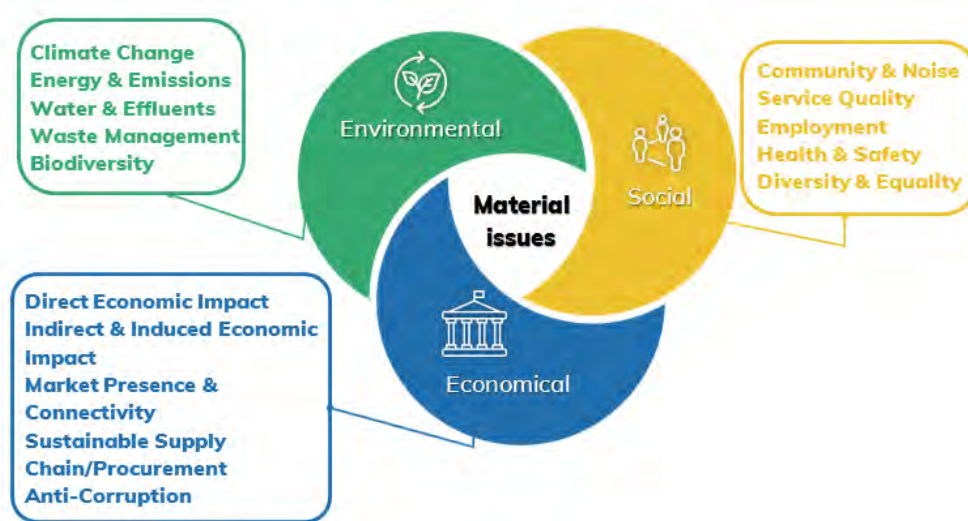 Climate Change
Energy & Emissions
Water & Effluents
Waste Management
Biodiversity
Environmental
Community & Noise
Service Quality
Employment
Health & Safety
Diversity & Equality
Social
Material
issues
Direct Economic Impact
Indirect & Induced Economic
Impact
Market Presence &
Connectivity
Sustainable Supply
Chain/Procurement
Anti-Corruption
Economical